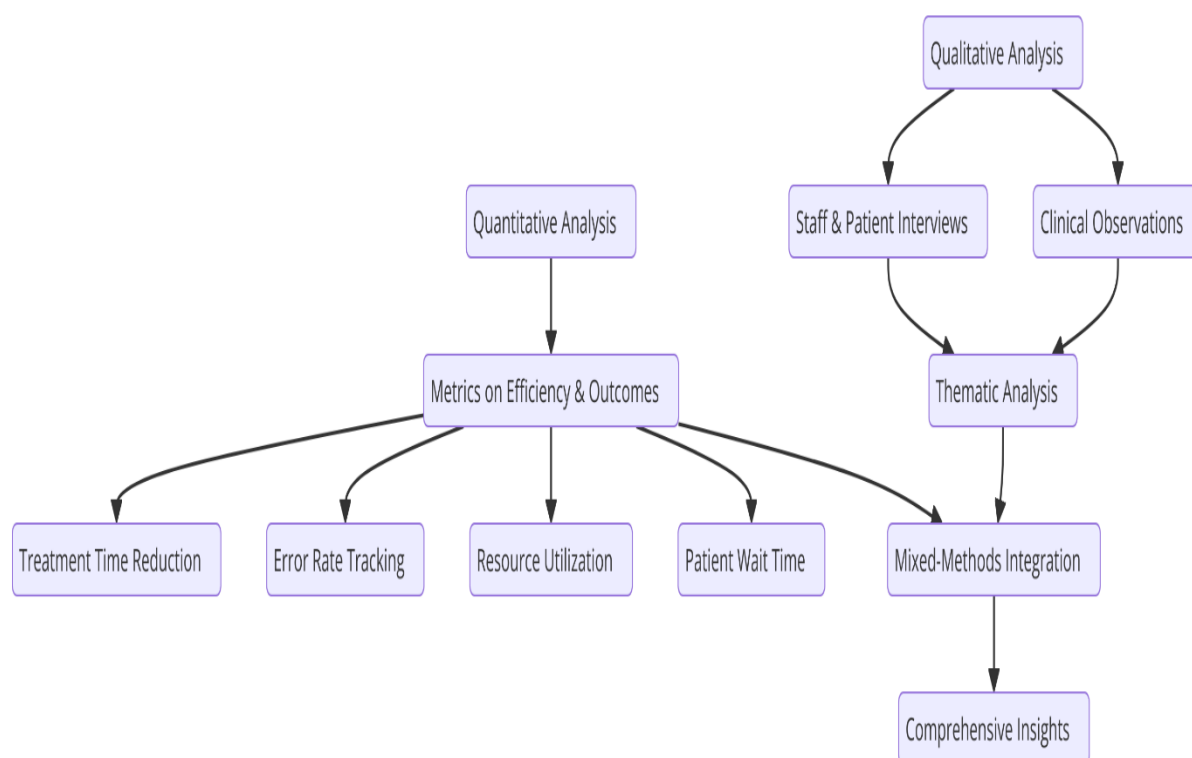 Qualitative Analysis
Quantitative Analysis
Staff & Patient Interviews
Clinical Observations
Metrics on Efficiency & Outcomes
Thematic Analysis
Treatment Time Reduction
Error Rate Tracking
Resource Utilization
Patient Wait Time
Mixed-Methods Integration
Comprehensive Insights